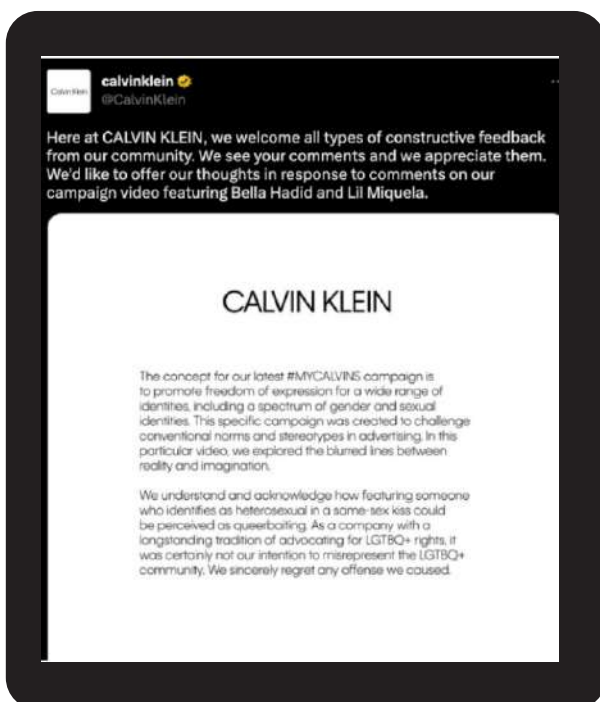 calvinklein
@CalvinKlein
Calvin Klein
Here at CALVIN KLEIN, we welcome all types of constructive feedback
from our community. We see your comments and we appreciate them.
We'd like to offer our thoughts in response to comments on our
campaign video featuring Bella Hadid and Lil Miquela.
CALVIN KLEIN
The concept for our latest #MYCALVINS campaign is
to promote freedom of expression for a wide range of
identities, including a spectrum of gender and sexual
identities. This specific campaign was created to challenge
conventional norms and stereotypes in advertising. In this
particular video, we explored the blurred lines between
reality and imagination.
We understand and acknowledge how featuring someone
who identifies as heterosexual in a same-sex kiss could
be perceived as queerbaiting. As a company with a
longstanding tradition of advocating for LGTBQ+ rights, it
was certainly not our intention to misrepresent the LGTBQ+
community. We sincerely regret any offense we caused.